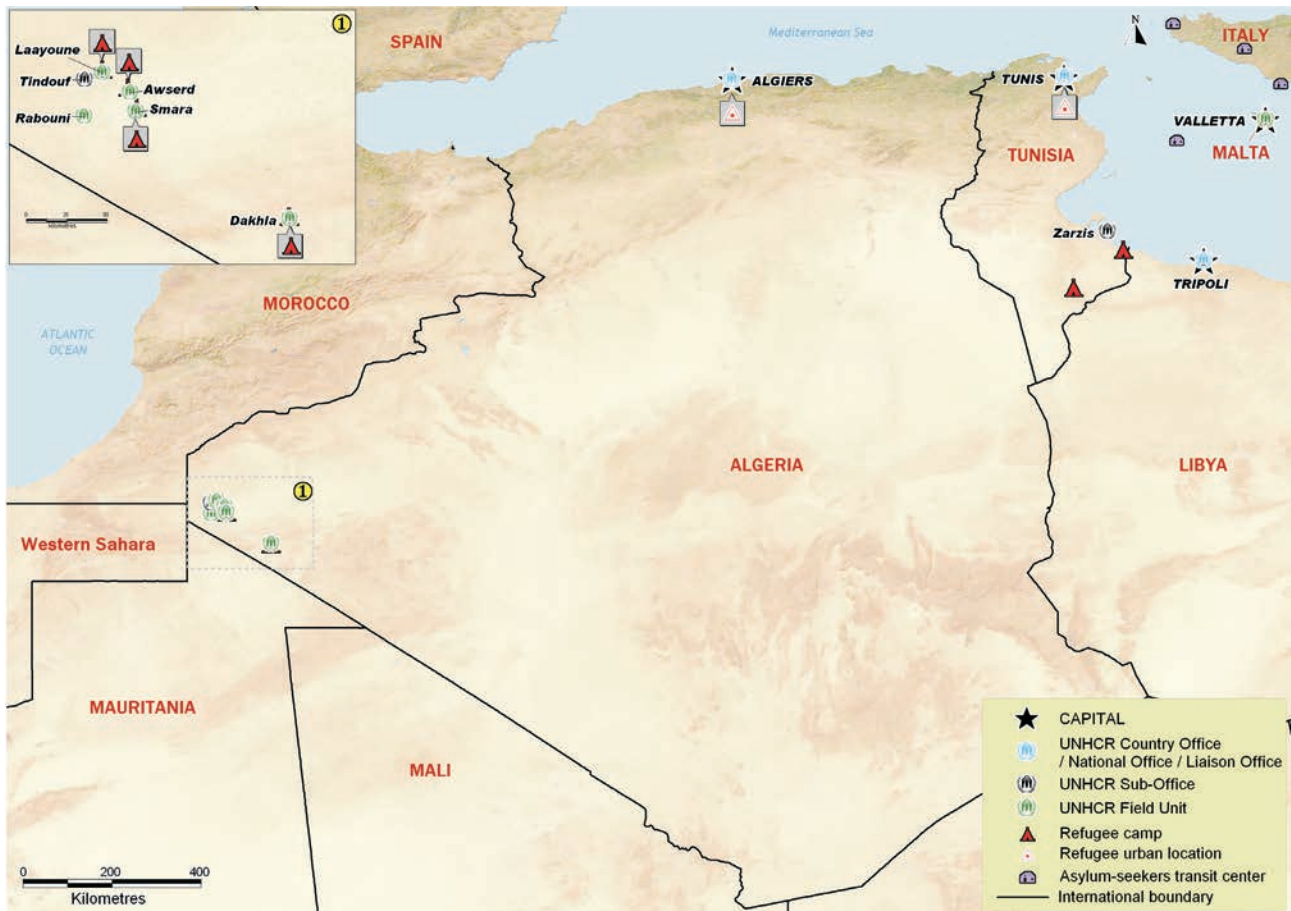 ①
Laayoune
Tindouf
Awserd
Smara
Rabouni
Dakhla
0
kilometres
SPAIN
Mediterranean Sea
N
ITALY
ALGIERS
TUNIS
VALLETTA
MALTA
TUNISIA
Zarzis
TRIPOLI
MOROCCO
ATLANTIC
OCEAN
ALGERIA
LIBYA
①
Western Sahara
MAURITANIA
MALI
0 200 400
Kilometres
CAPITAL
UNHCR Country Office
/ National Office / Liaison Office
UNHCR Sub-Office
UNHCR Field Unit
Refugee camp
Refugee urban location
Asylum-seekers transit center
International boundary